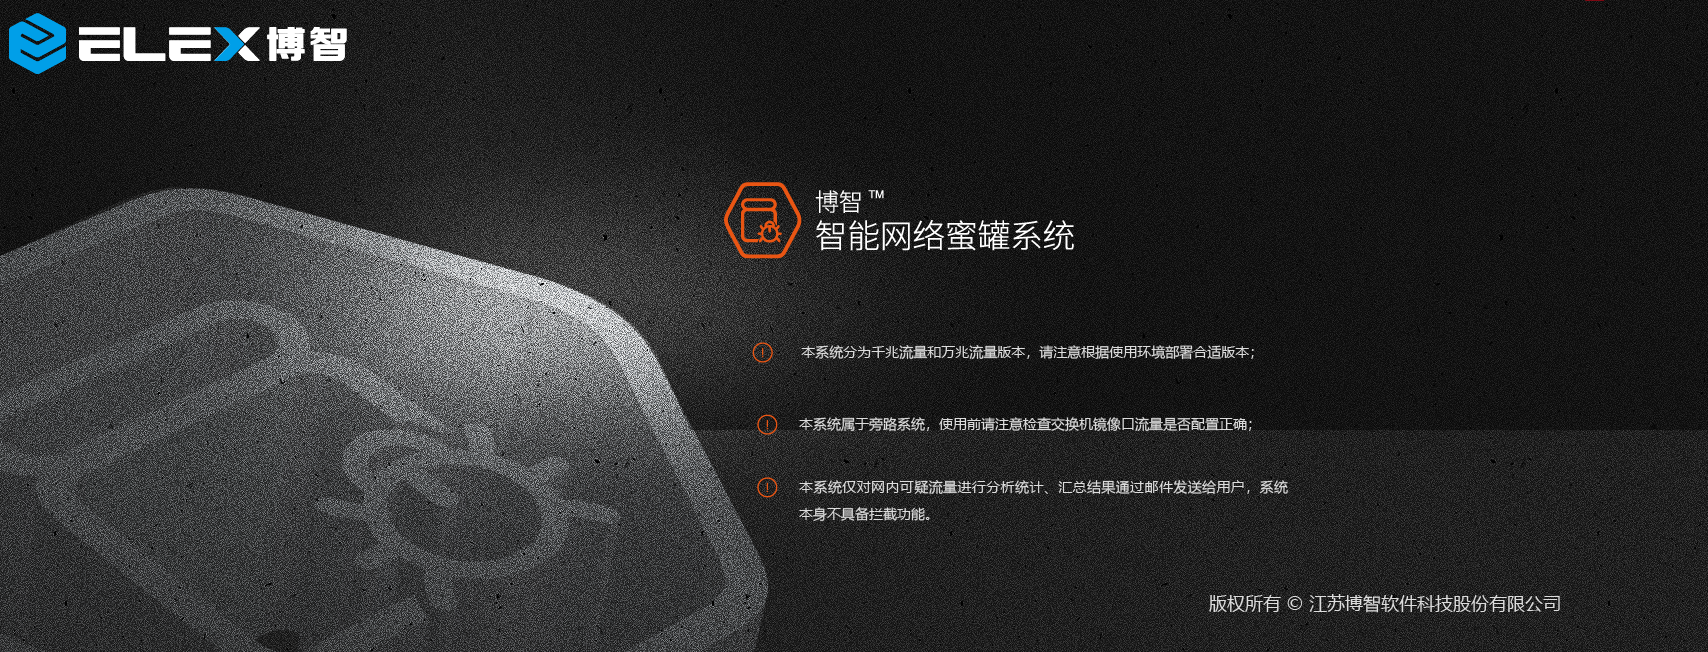 ELEX博智
博智™
智能网络蜜罐系统
本系统分为千兆流量和万兆流量版本，请注意根据使用环境部署合适版本；
本系统属于旁路系统，使用前请注意检查交换机镜像口流量是否配置正确；
本系统仅对网内可疑流量进行分析统计、汇总结果通过邮件发送给用户，系统
本身不具备拦截功能。
版权所有 © 江苏博智软件科技股份有限公司